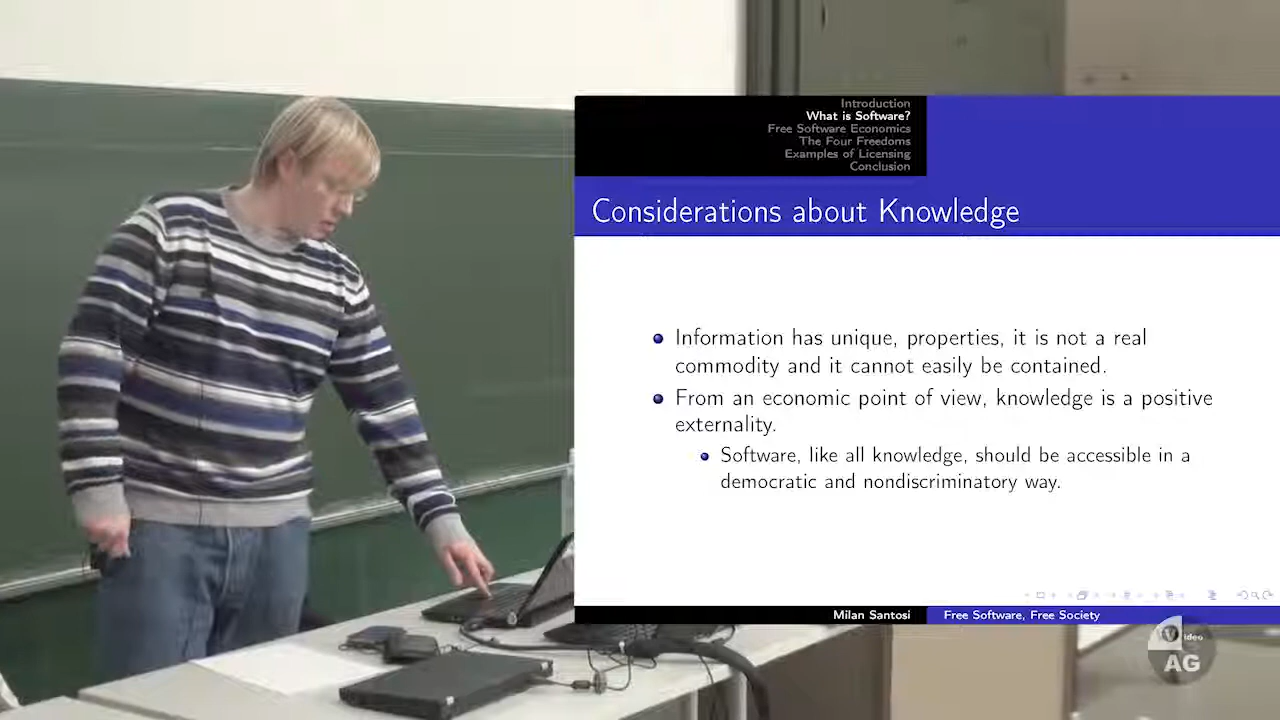 Introduction
What is Software?
Free Software Economics
The Four Freedoms
Examples of Licensing
Conclusion
Considerations about Knowledge
Information has unique, properties, it is not a real
commodity and it cannot easily be contained.
From an economic point of view, knowledge is a positive
externality.
Software, like all knowledge, should be accessible in a
democratic and nondiscriminatory way.
Milan Santosi
Free Software, Free Society
Video
AG